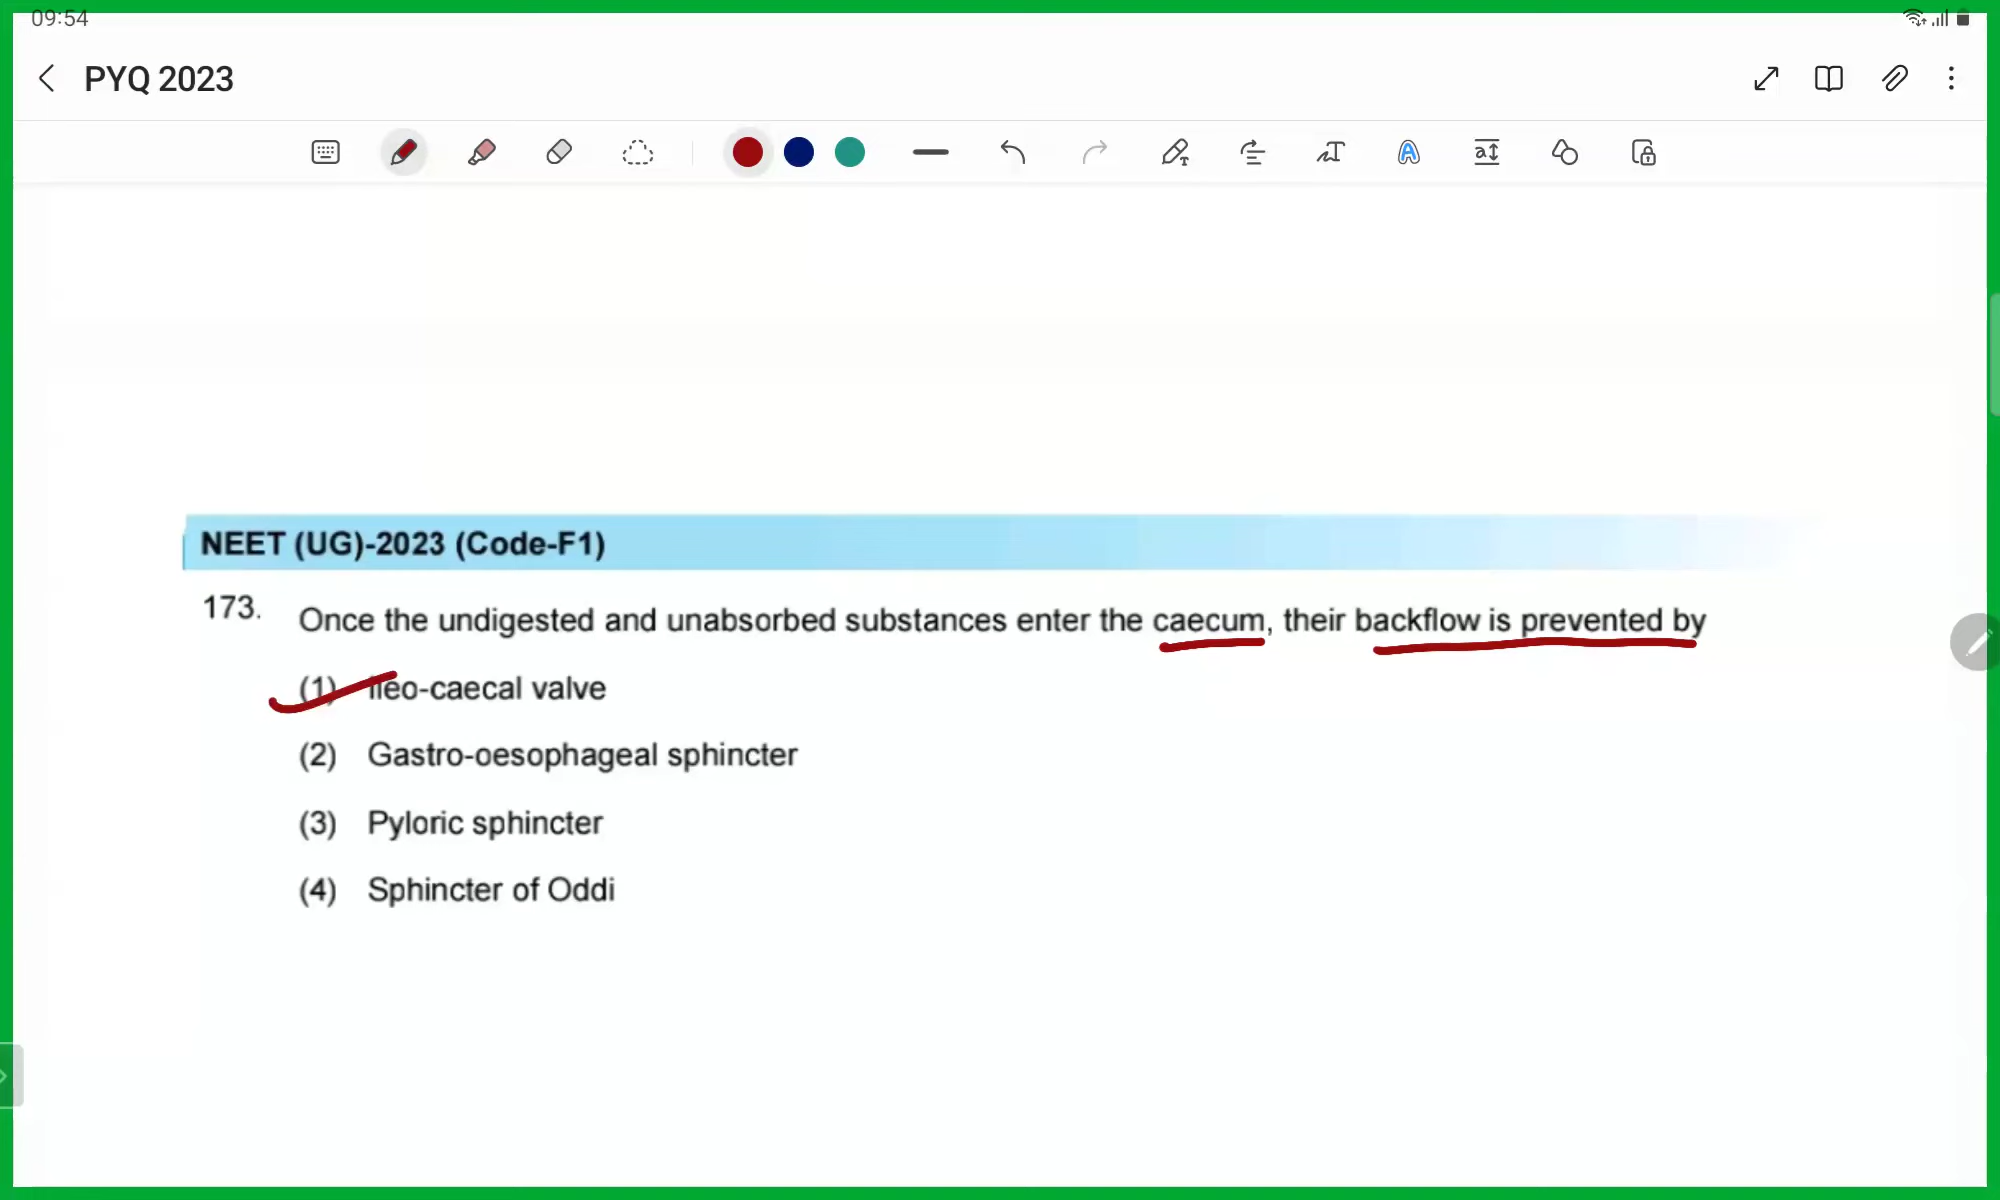 09:54
PYQ 2023
NEET (UG)-2023 (Code-F1)
173. Once the undigested and unabsorbed substances enter the caecum, their backflow is prevented by
(1) Ileo-caecal valve
(2) Gastro-oesophageal sphincter
(3) Pyloric sphincter
(4) Sphincter of Oddi